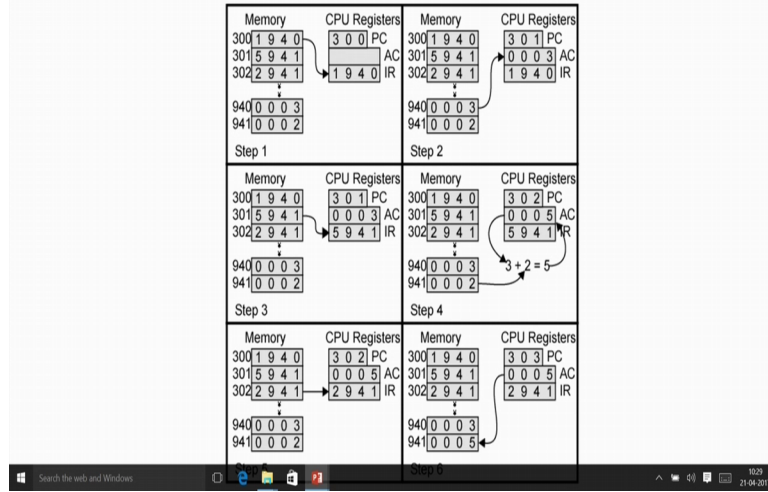 Memory CPU Registers
300 1 9 4 0 3 0 0 PC
301 5 9 4 1 AC
302 2 9 4 1 1 9 4 0 IR
940 0 0 0 3
941 0 0 0 2
Step 1
Memory CPU Registers
300 1 9 4 0 3 0 1 PC
301 5 9 4 1 0 0 0 3 AC
302 2 9 4 1 1 9 4 0 IR
940 0 0 0 3
941 0 0 0 2
Step 2
Memory CPU Registers
300 1 9 4 0 3 0 1 PC
301 5 9 4 1 0 0 0 3 AC
302 2 9 4 1 5 9 4 1 IR
940 0 0 0 3
941 0 0 0 2
Step 3
Memory CPU Registers
300 1 9 4 0 3 0 2 PC
301 5 9 4 1 0 0 0 5 AC
302 2 9 4 1 5 9 4 1 IR
940 0 0 0 3 3 + 2 = 5
941 0 0 0 2
Step 4
Memory CPU Registers
300 1 9 4 0 3 0 2 PC
301 5 9 4 1 0 0 0 5 AC
302 2 9 4 1 2 9 4 1 IR
940 0 0 0 3
941 0 0 0 2
Step 5
Memory CPU Registers
300 1 9 4 0 3 0 3 PC
301 5 9 4 1 0 0 0 5 AC
302 2 9 4 1 2 9 4 1 IR
940 0 0 0 3
941 0 0 0 5
Step 6
Search the web and Windows
10:29
21-04-201